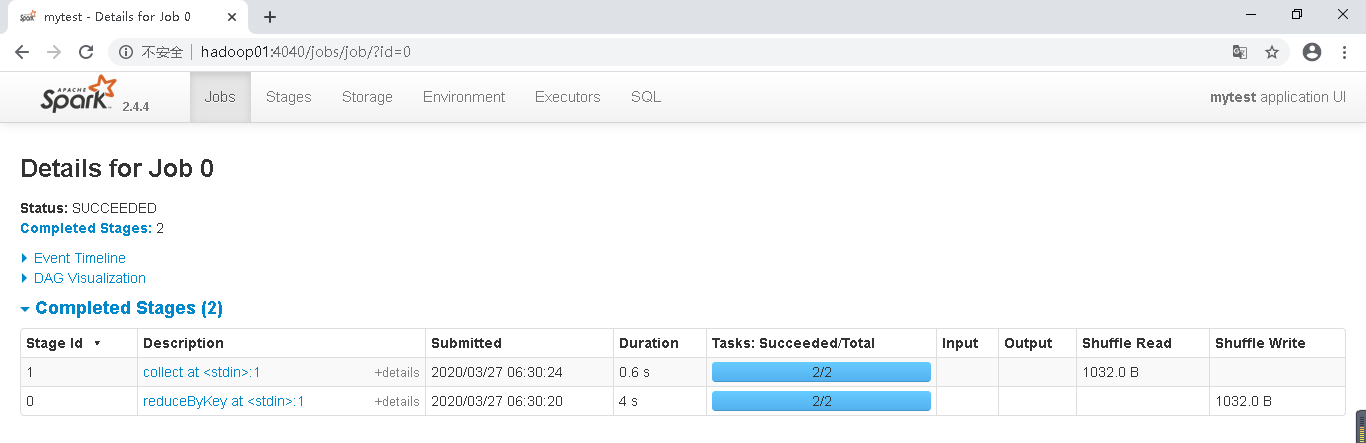 mytest - Details for Job 0
不安全 hadoop01:4040/jobs/job/?id=0
APACHE Spark 2.4.4 Jobs Stages Storage Environment Executors SQL mytest application UI
Details for Job 0
Status: SUCCEEDED
Completed Stages: 2
Event Timeline
DAG Visualization
Completed Stages (2)
Stage Id Description Submitted Duration Tasks: Succeeded/Total Input Output Shuffle Read Shuffle Write
1 collect at <stdin>:1 +details 2020/03/27 06:30:24 0.6 s 2/2 1032.0 B
0 reduceByKey at <stdin>:1 +details 2020/03/27 06:30:20 4 s 2/2 1032.0 B